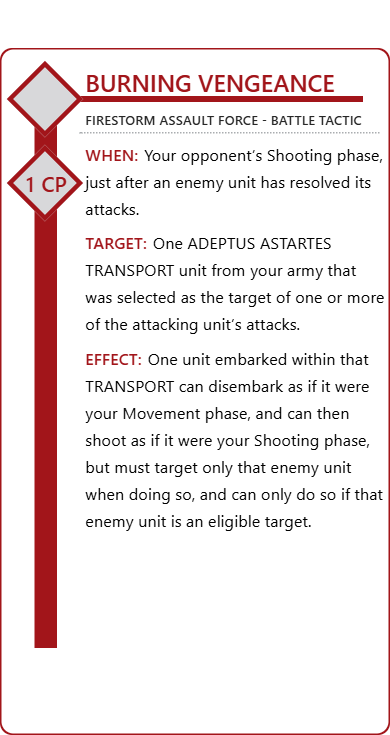 BURNING VENGEANCE
FIRESTORM ASSAULT FORCE - BATTLE TACTIC
WHEN: Your opponent's Shooting phase,
just after an enemy unit has resolved its
attacks.
1 CP
TARGET: One ADEPTUS ASTARTES
TRANSPORT unit from your army that
was selected as the target of one or more
of the attacking unit's attacks.
EFFECT: One unit embarked within that
TRANSPORT can disembark as if it were
your Movement phase, and can then
shoot as if it were your Shooting phase,
but must target only that enemy unit
when doing so, and can only do so if that
enemy unit is an eligible target.